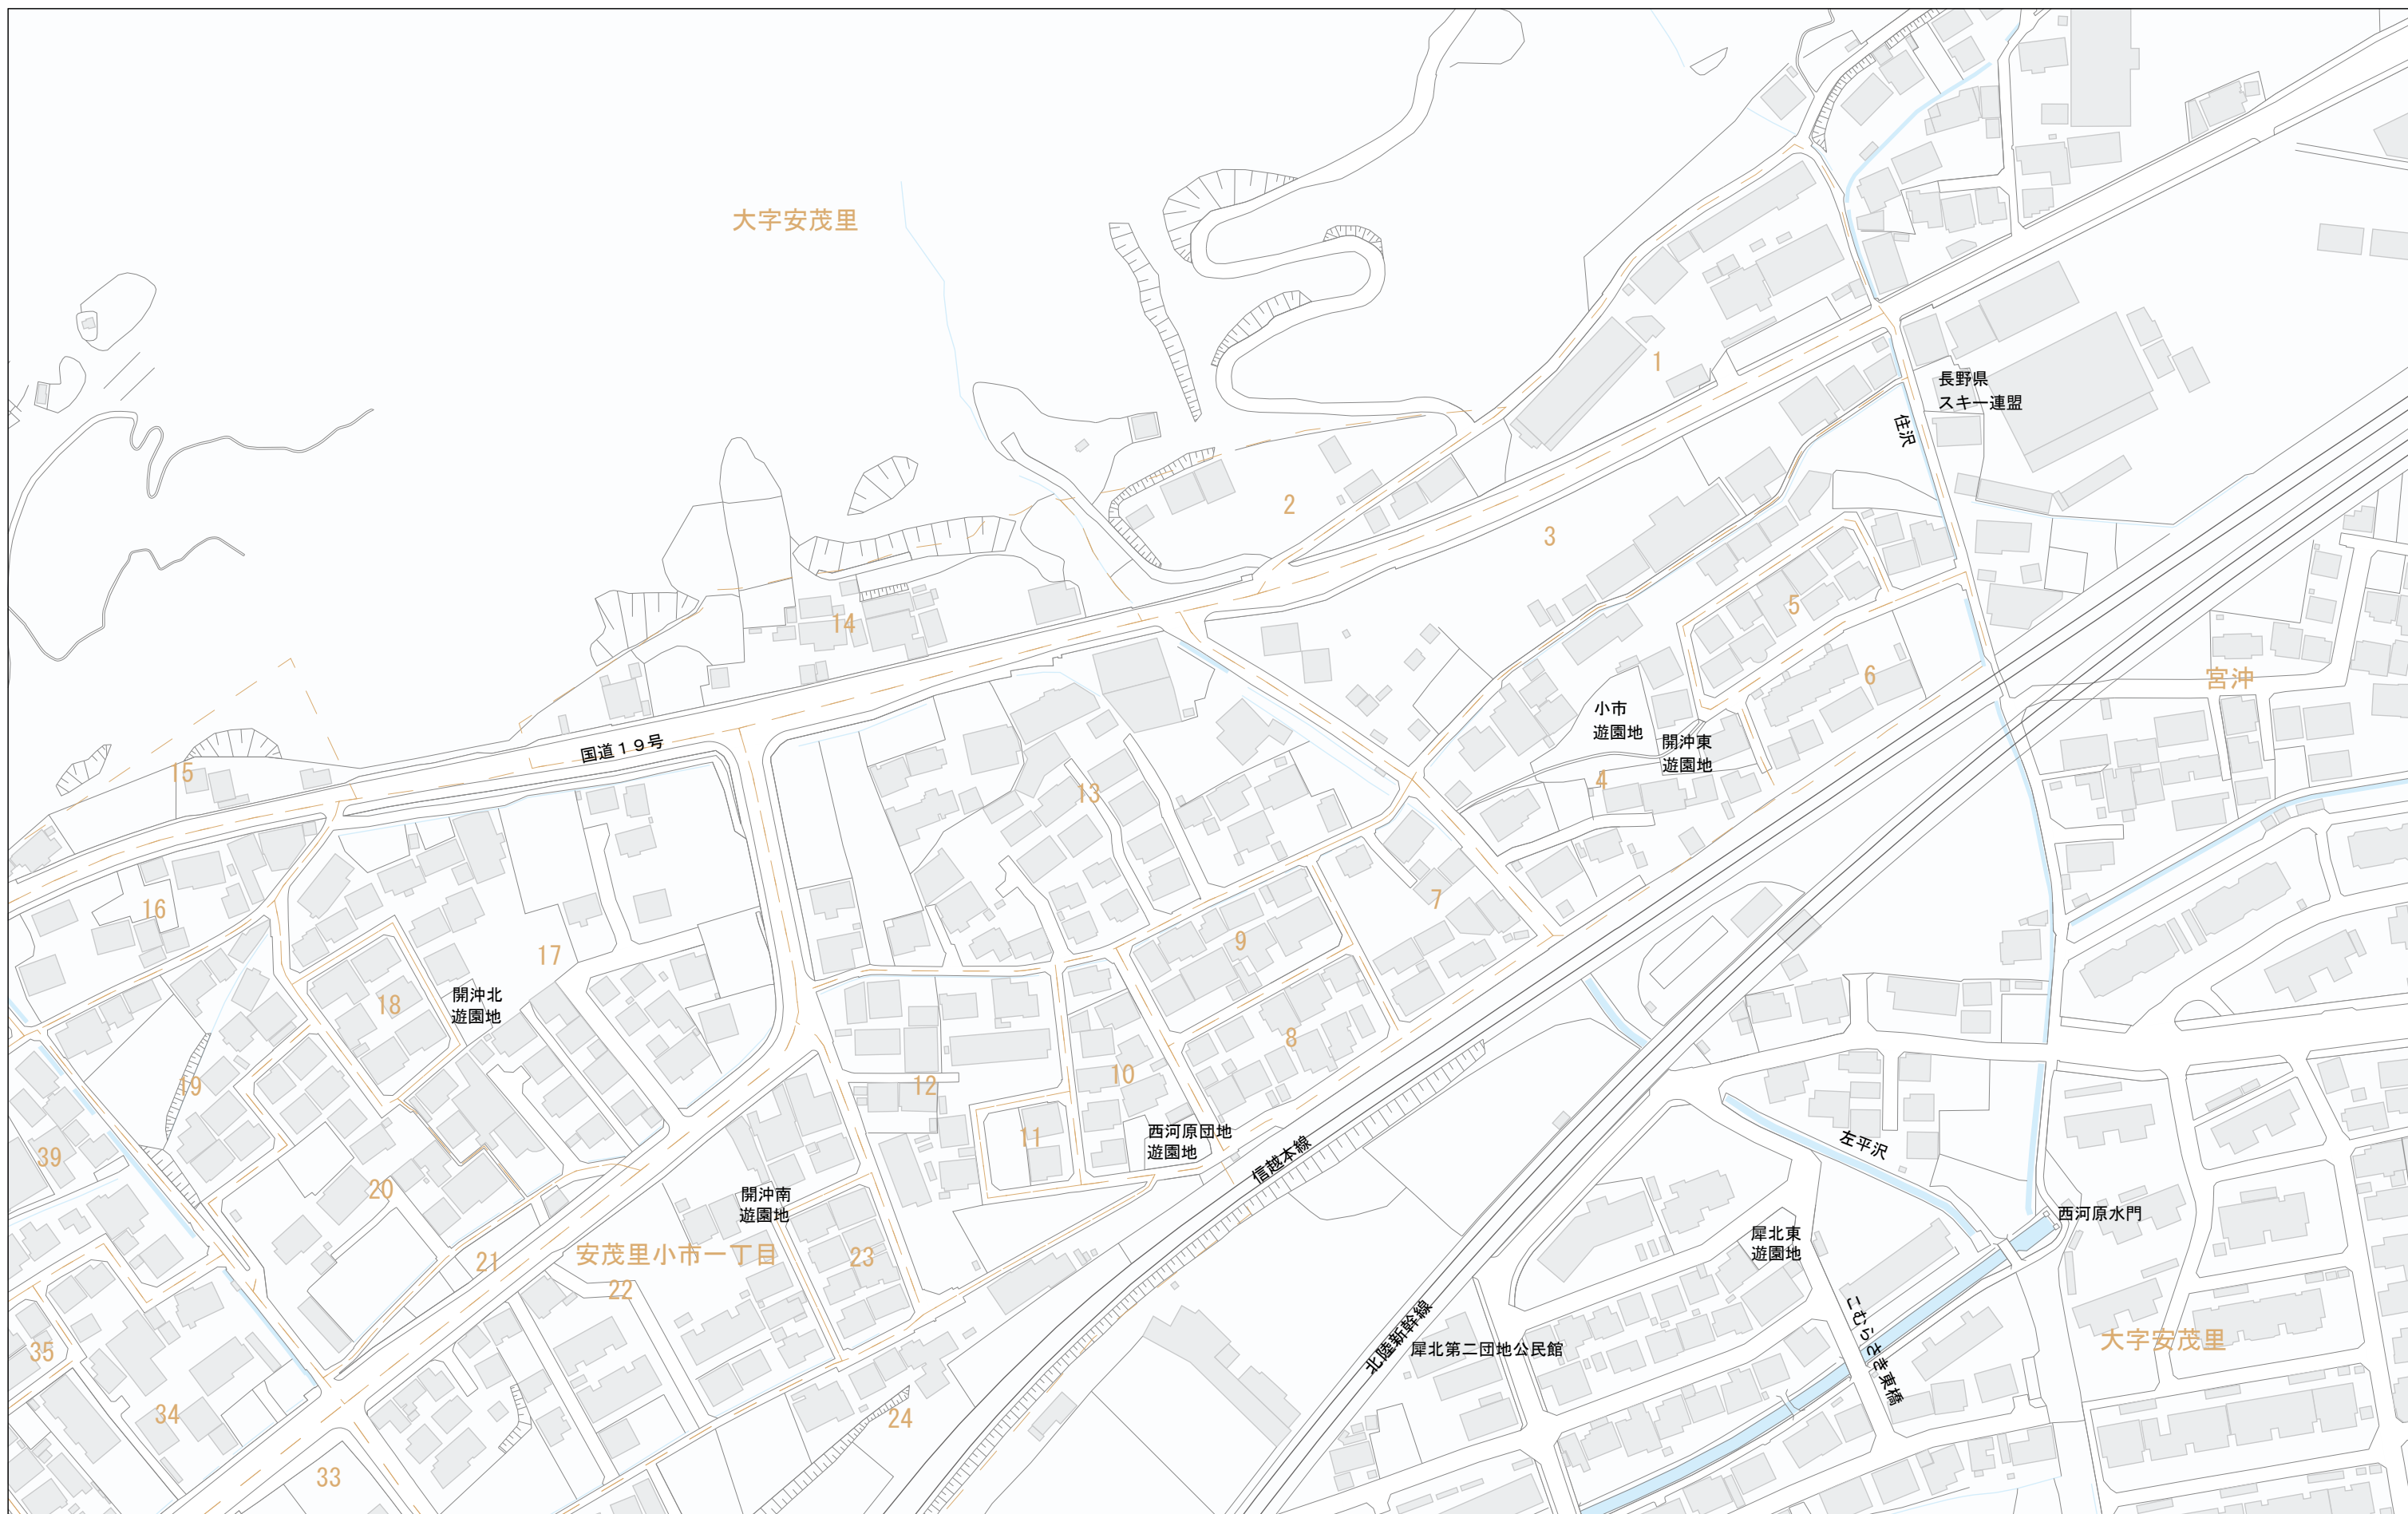 大字安茂里
1
長野県
スキー連盟
住沢
2
3
14
5
6
宮沖
小市
遊園地
開沖東
遊園地
国道19号
15
4
13
16
7
9
17
18
開沖北
遊園地
8
19
12
10
11
西河原団地
遊園地
信越本線
左平沢
39
20
開沖南
遊園地
西河原水門
犀北東
遊園地
21
安茂里小市一丁目
23
22
こむらさき東橋
北陸新幹線
犀北第二団地公民館
大字安茂里
35
34
24
33